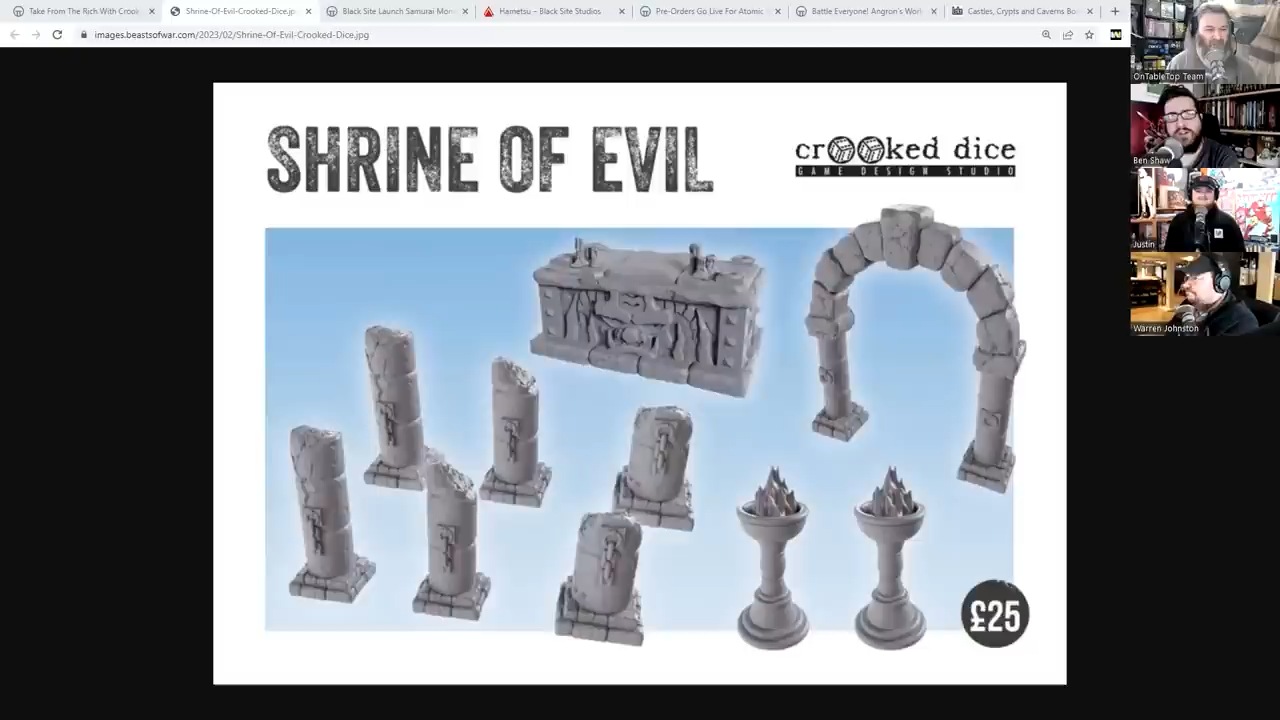 Take From The Rich With Crook
Shrine-Of-Evil-Crooked-Dice.jp
Black Site Launch Samurai Mon
Hametsu – Black Site Studios
Pre-Orders Go Live For Atomic
Battle Everyone! Angron's Worl
Castles, Crypts and Caverns Bo
images.beastsofwar.com/2023/02/Shrine-Of-Evil-Crooked-Dice.jpg
OnTableTop Team
Ben Shaw
Justin
Warren Johnston
SHRINE OF EVIL
crooked dice
GAME DESIGN STUDIO
£25